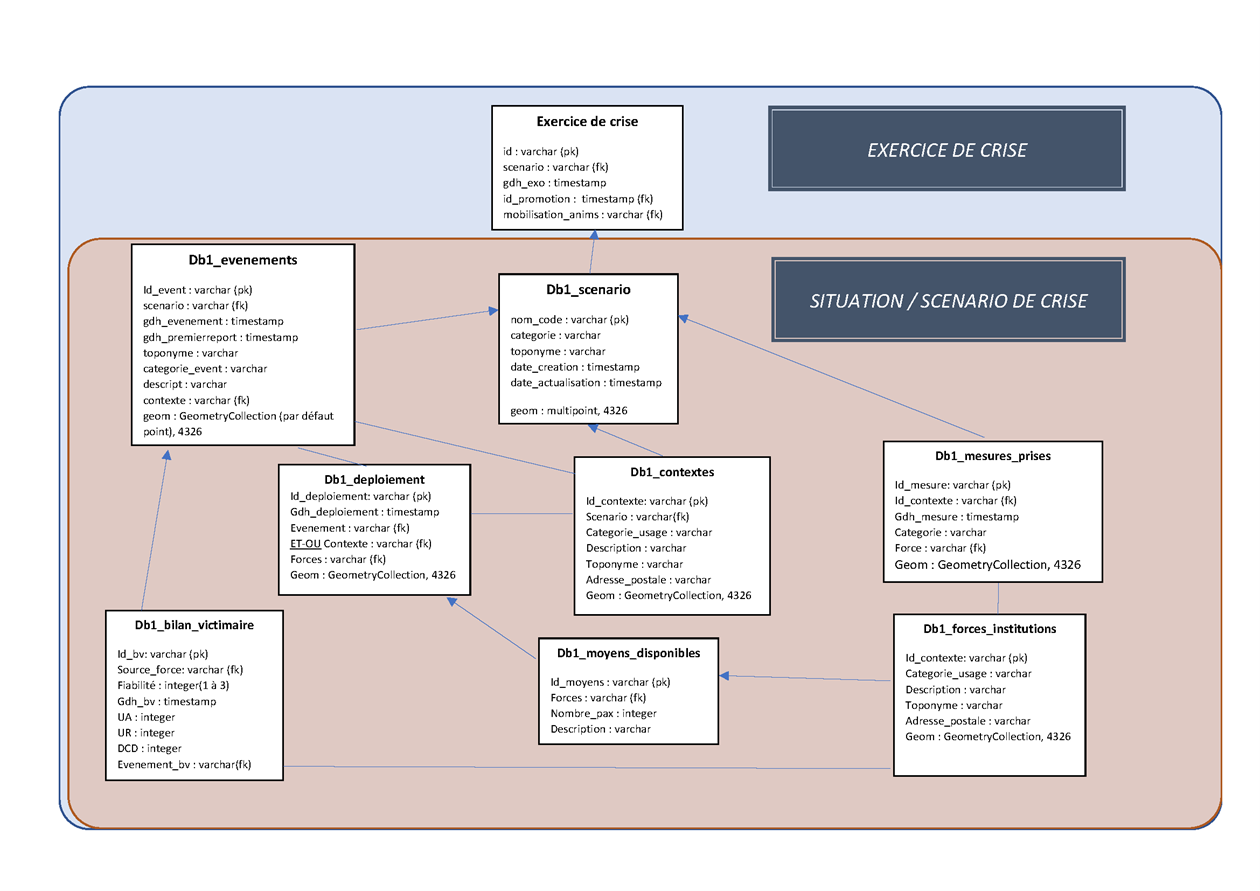 Exercice de crise
id : varchar (pk)
scenario : varchar (fk)
gdh_exo : timestamp
id_promotion :  timestamp (fk)
mobilisation_anims : varchar (fk)
EXERCICE DE CRISE
Db1_evenements
Id_event : varchar (pk)
scenario : varchar (fk)
gdh_evenement : timestamp
gdh_premierreport : timestamp
toponyme : varchar
categorie_event : varchar
descript : varchar
contexte : varchar (fk)
geom : GeometryCollection (par défaut
point), 4326
Db1_scenario
nom_code : varchar (pk)
categorie : varchar
toponyme : varchar
date_creation : timestamp
date_actualisation : timestamp
geom : multipoint, 4326
SITUATION / SCENARIO DE CRISE
Db1_deploiement
Id_deploiement: varchar (pk)
Gdh_deploiement : timestamp
Evenement : varchar (fk)
ET-OU Contexte : varchar (fk)
Forces : varchar (fk)
Geom : GeometryCollection, 4326
Db1_contextes
Id_contexte: varchar (pk)
Scenario : varchar(fk)
Categorie_usage : varchar
Description : varchar
Toponyme : varchar
Adresse_postale : varchar
Geom : GeometryCollection, 4326
Db1_mesures_prises
Id_mesure: varchar (pk)
Id_contexte : varchar (fk)
Gdh_mesure : timestamp
Categorie : varchar
Force : varchar (fk)
Geom : GeometryCollection, 4326
Db1_bilan_victimaire
Id_bv: varchar (pk)
Source_force: varchar (fk)
Fiabilité : integer(1 à 3)
Gdh_bv : timestamp
UA : integer
UR : integer
DCD : integer
Evenement_bv : varchar(fk)
Db1_moyens_disponibles
Id_moyens : varchar (pk)
Forces : varchar (fk)
Nombre_pax : integer
Description : varchar
Db1_forces_institutions
Id_contexte: varchar (pk)
Categorie_usage : varchar
Description : varchar
Toponyme : varchar
Adresse_postale : varchar
Geom : GeometryCollection, 4326